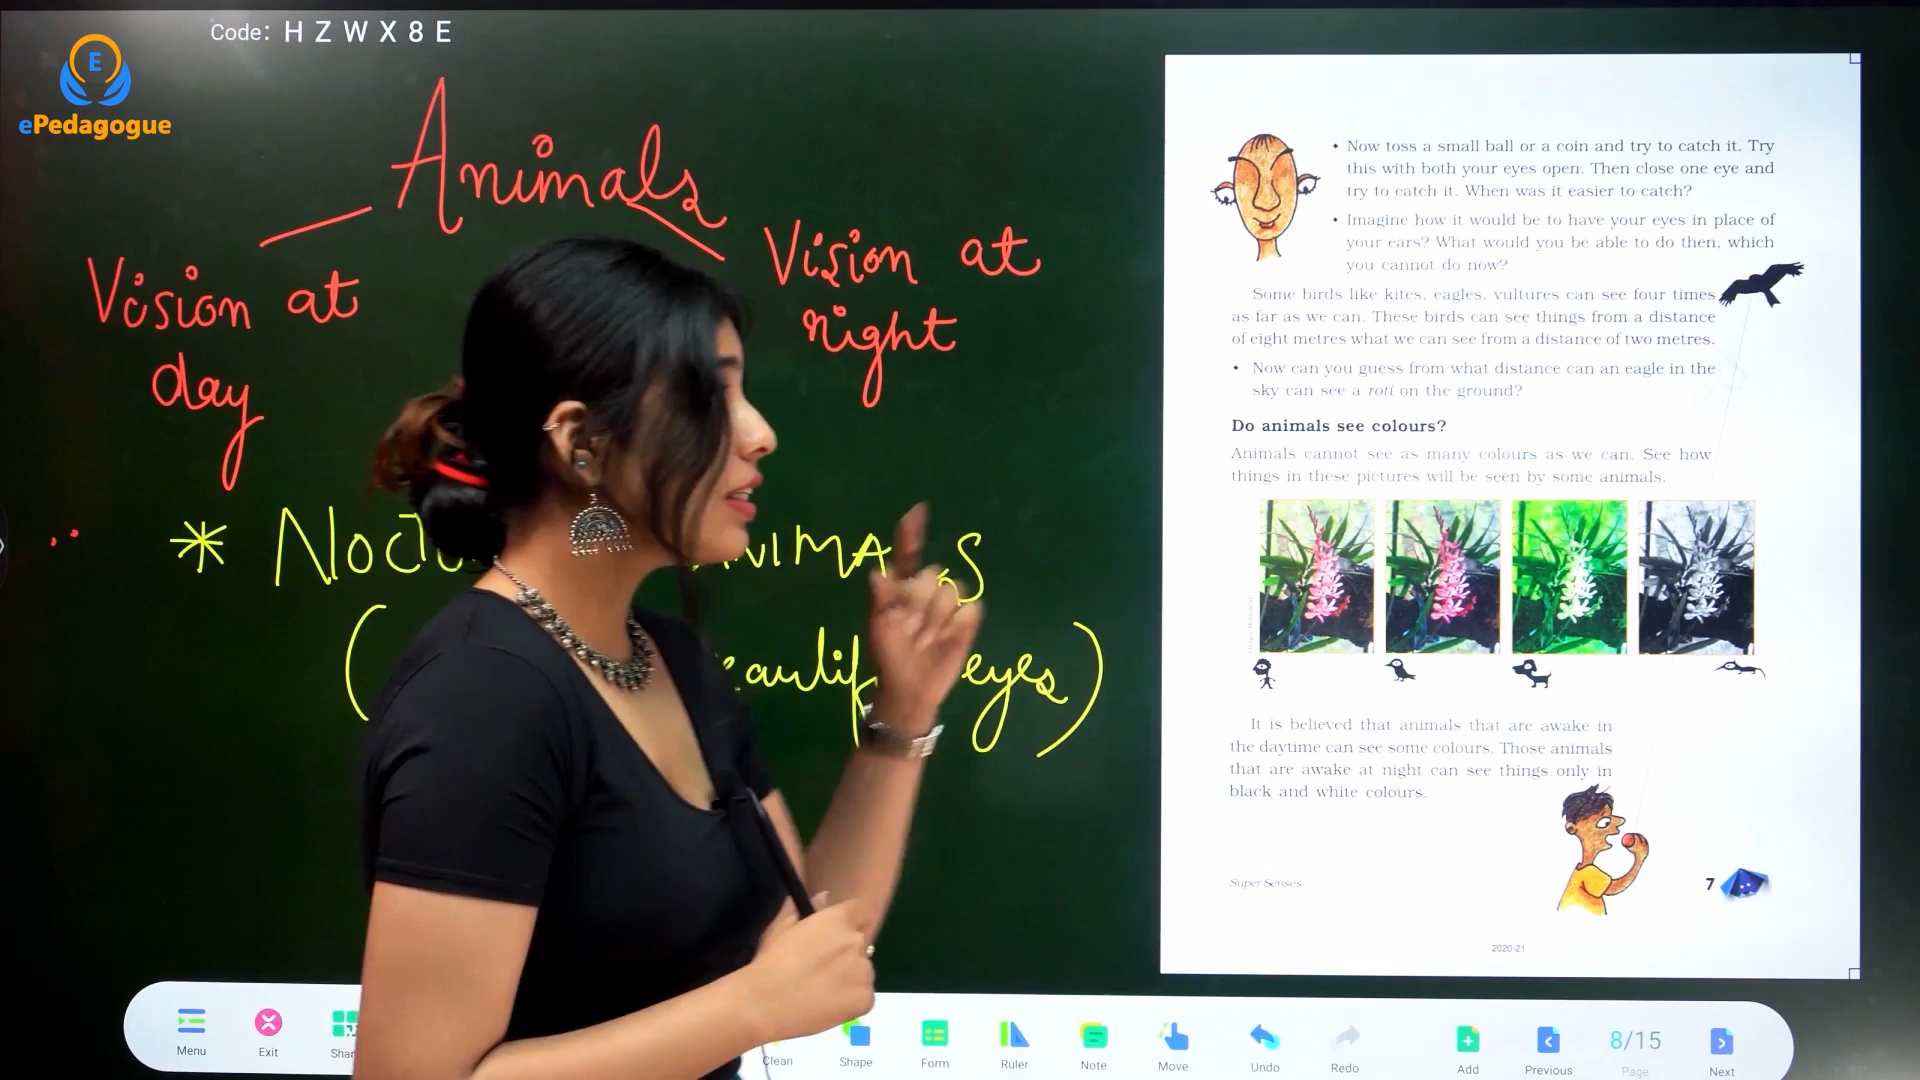 Code: H Z W X 8 E
E
ePedagogue
Animals
Vision at
day
Vision at
night
* NOC
(
eyes)
• Now toss a small ball or a coin and try to catch it. Try
this with both your eyes open. Then close one eye and
try to catch it. When was it easier to catch?
• Imagine how it would be to have your eyes in place of
your ears? What would you be able to do then, which
you cannot do now?
Some birds like kites, eagles, vultures can see four times
as far as we can. These birds can see things from a distance
of eight metres what we can see from a distance of two metres.
• Now can you guess from what distance can an eagle in the
sky can see a roti on the ground?
Do animals see colours?
Animals cannot see as many colours as we can. See how
things in these pictures will be seen by some animals.
It is believed that animals that are awake in
the daytime can see some colours. Those animals
that are awake at night can see things only in
black and white colours.
Super Senses
7
2020-21
Menu
Exit
Shar
Clean
Shape
Form
Ruler
Note
Move
Undo
Redo
Add
Previous
8/15
Page
Next